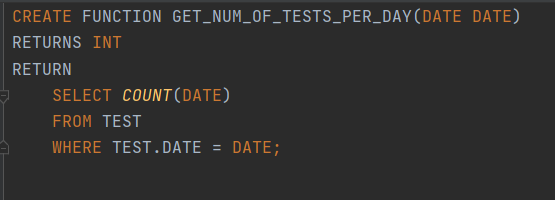 CREATE FUNCTION GET_NUM_OF_TESTS_PER_DAY(DATE DATE)
RETURNS INT
RETURN
    SELECT COUNT(DATE)
    FROM TEST
    WHERE TEST.DATE = DATE;